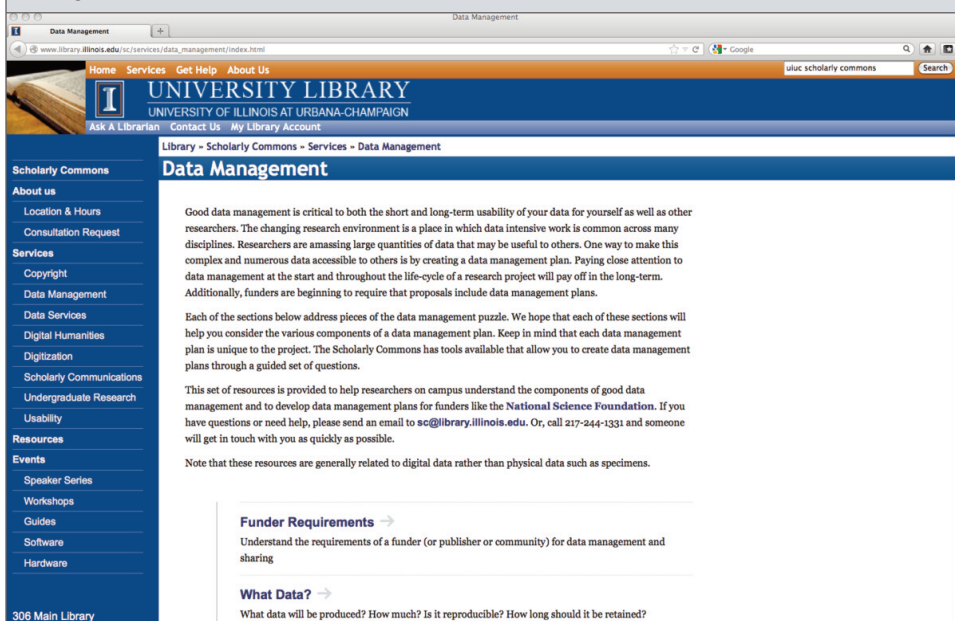 Data Management
Data Management
www.library.illinois.edu/sc/services/data_management/index.html
Google
Home Services Get Help About Us
uiuc scholarly commons
Search
I
UNIVERSITY LIBRARY
UNIVERSITY OF ILLINOIS AT URBANA-CHAMPAIGN
Ask A Librarian Contact Us My Library Account
Library » Scholarly Commons » Services » Data Management
Data Management
Scholarly Commons
About us
Location & Hours
Consultation Request
Services
Copyright
Data Management
Data Services
Digital Humanities
Digitization
Scholarly Communications
Undergraduate Research
Usability
Resources
Events
Speaker Series
Workshops
Guides
Software
Hardware
306 Main Library
Good data management is critical to both the short and long-term usability of your data for yourself as well as other
researchers. The changing research environment is a place in which data intensive work is common across many
disciplines. Researchers are amassing large quantities of data that may be useful to others. One way to make this
complex and numerous data accessible to others is by creating a data management plan. Paying close attention to
data management at the start and throughout the life-cycle of a research project will pay off in the long-term.
Additionally, funders are beginning to require that proposals include data management plans.
Each of the sections below address pieces of the data management puzzle. We hope that each of these sections will
help you consider the various components of a data management plan. Keep in mind that each data management
plan is unique to the project. The Scholarly Commons has tools available that allow you to create data management
plans through a guided set of questions.
This set of resources is provided to help researchers on campus understand the components of good data
management and to develop data management plans for funders like the National Science Foundation. If you
have questions or need help, please send an email to sc@library.illinois.edu. Or, call 217-244-1331 and someone
will get in touch with you as quickly as possible.
Note that these resources are generally related to digital data rather than physical data such as specimens.
Funder Requirements →
Understand the requirements of a funder (or publisher or community) for data management and
sharing
What Data? →
What data will be produced? How much? Is it reproducible? How long should it be retained?